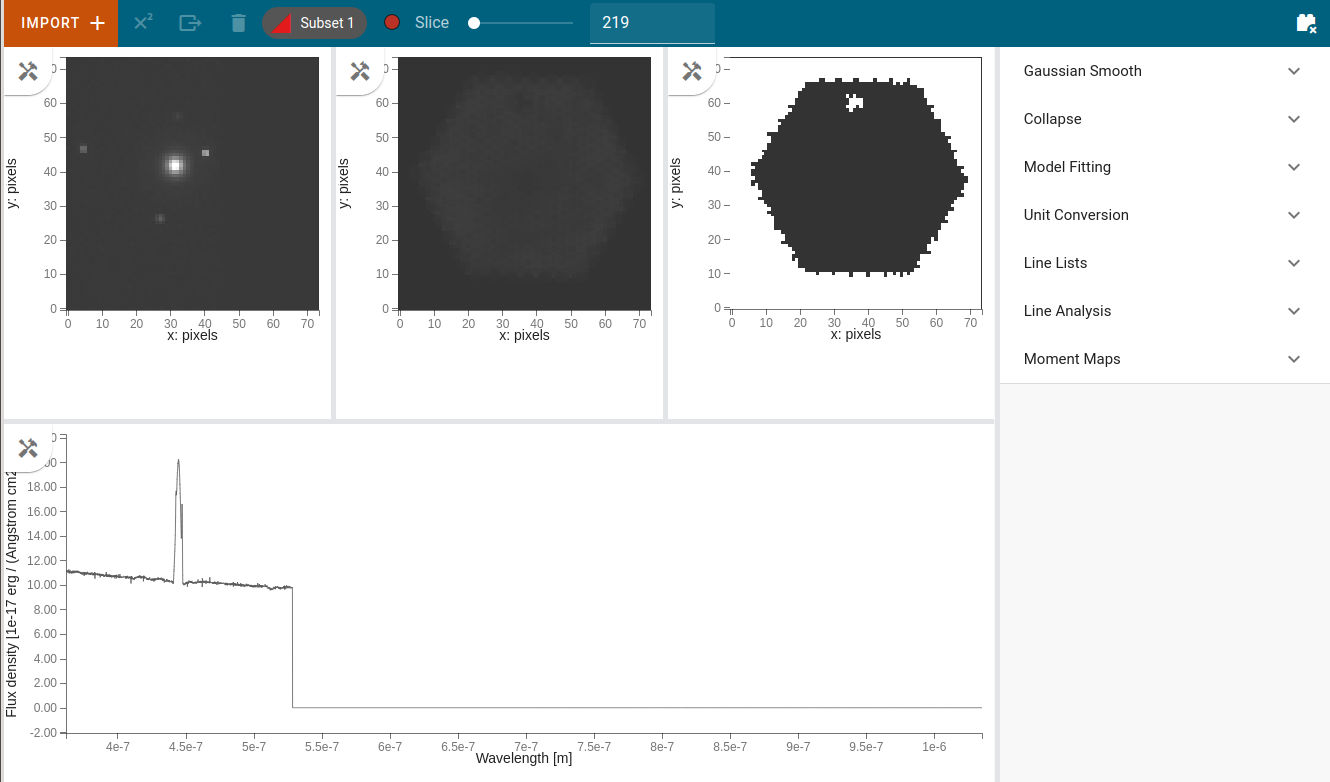 IMPORT + X² Subset 1 Slice 219
60
50
40
30
20
10
0
y: pixels
0 10 20 30 40 50 60 70
x: pixels
60
50
40
30
20
10
0
y: pixels
0 10 20 30 40 50 60 70
x: pixels
60
50
40
30
20
10
0
y: pixels
0 10 20 30 40 50 60 70
x: pixels
Gaussian Smooth
Collapse
Model Fitting
Unit Conversion
Line Lists
Line Analysis
Moment Maps
18.00
16.00
14.00
12.00
10.00
8.00
6.00
4.00
2.00
0.00
-2.00
Flux density [1e-17 erg / (Angstrom cm2
4e-7 4.5e-7 5e-7 5.5e-7 6e-7 6.5e-7 7e-7 7.5e-7 8e-7 8.5e-7 9e-7 9.5e-7 1e-6
Wavelength [m]